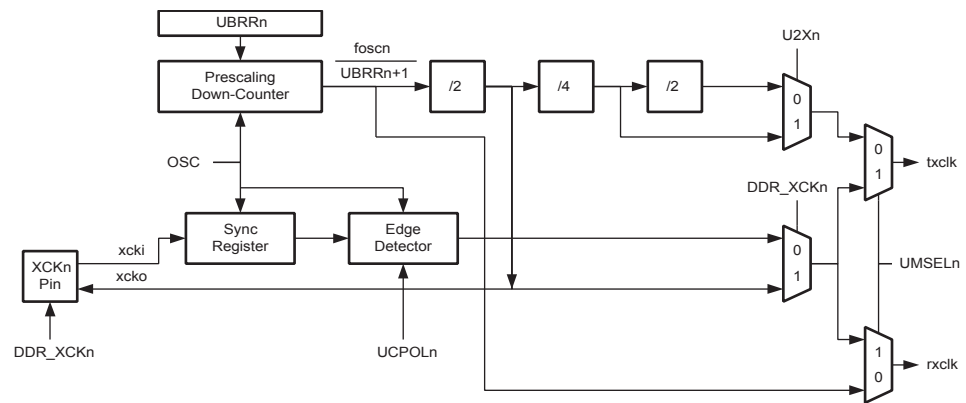 UBRRn
foscn
U2Xn
Prescaling
Down-Counter
UBRRn+1
/2
/4
/2
0
1
OSC
0
1
txclk
DDR_XCKn
Sync
Register
Edge
Detector
xcki
0
1
XCKn
Pin
xcko
UMSELn
DDR_XCKn
UCPOLn
1
0
rxclk